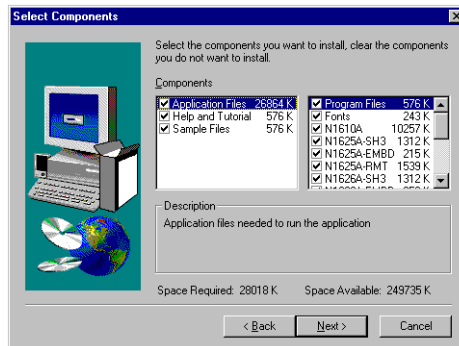 Select Components
Select the components you want to install, clear the components
you do not want to install.
Components
Application Files 26864 K
Help and Tutorial 576 K
Sample Files 576 K
Program Files 576 K
Fonts 243 K
N1610A 10257 K
N1625A-SH3 1312 K
N1625A-EMBD 215 K
N1625A-RMT 1539 K
N1626A-SH3 1312 K
Description
Application files needed to run the application
Space Required: 28018 K Space Available: 249735 K
< Back Next > Cancel